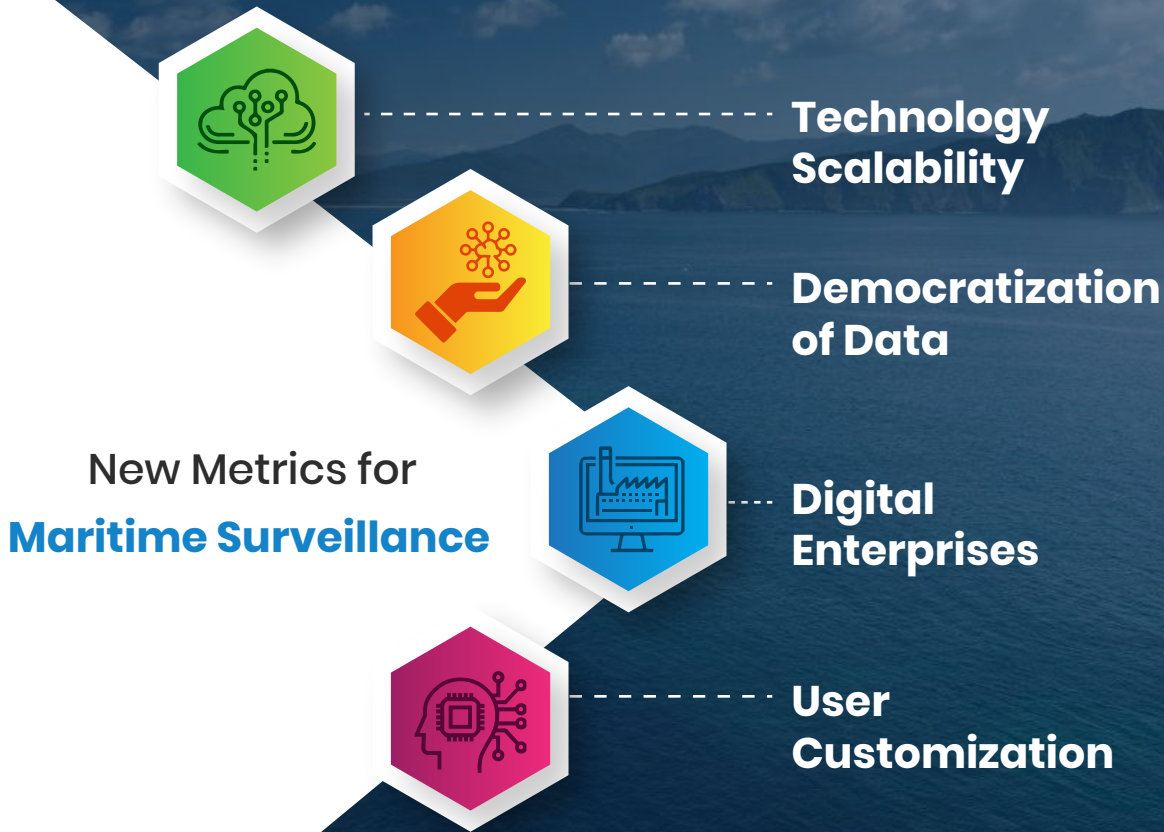 Technology
Scalability
Democratization
of Data
New Metrics for
Maritime Surveillance
Digital
Enterprises
User
Customization